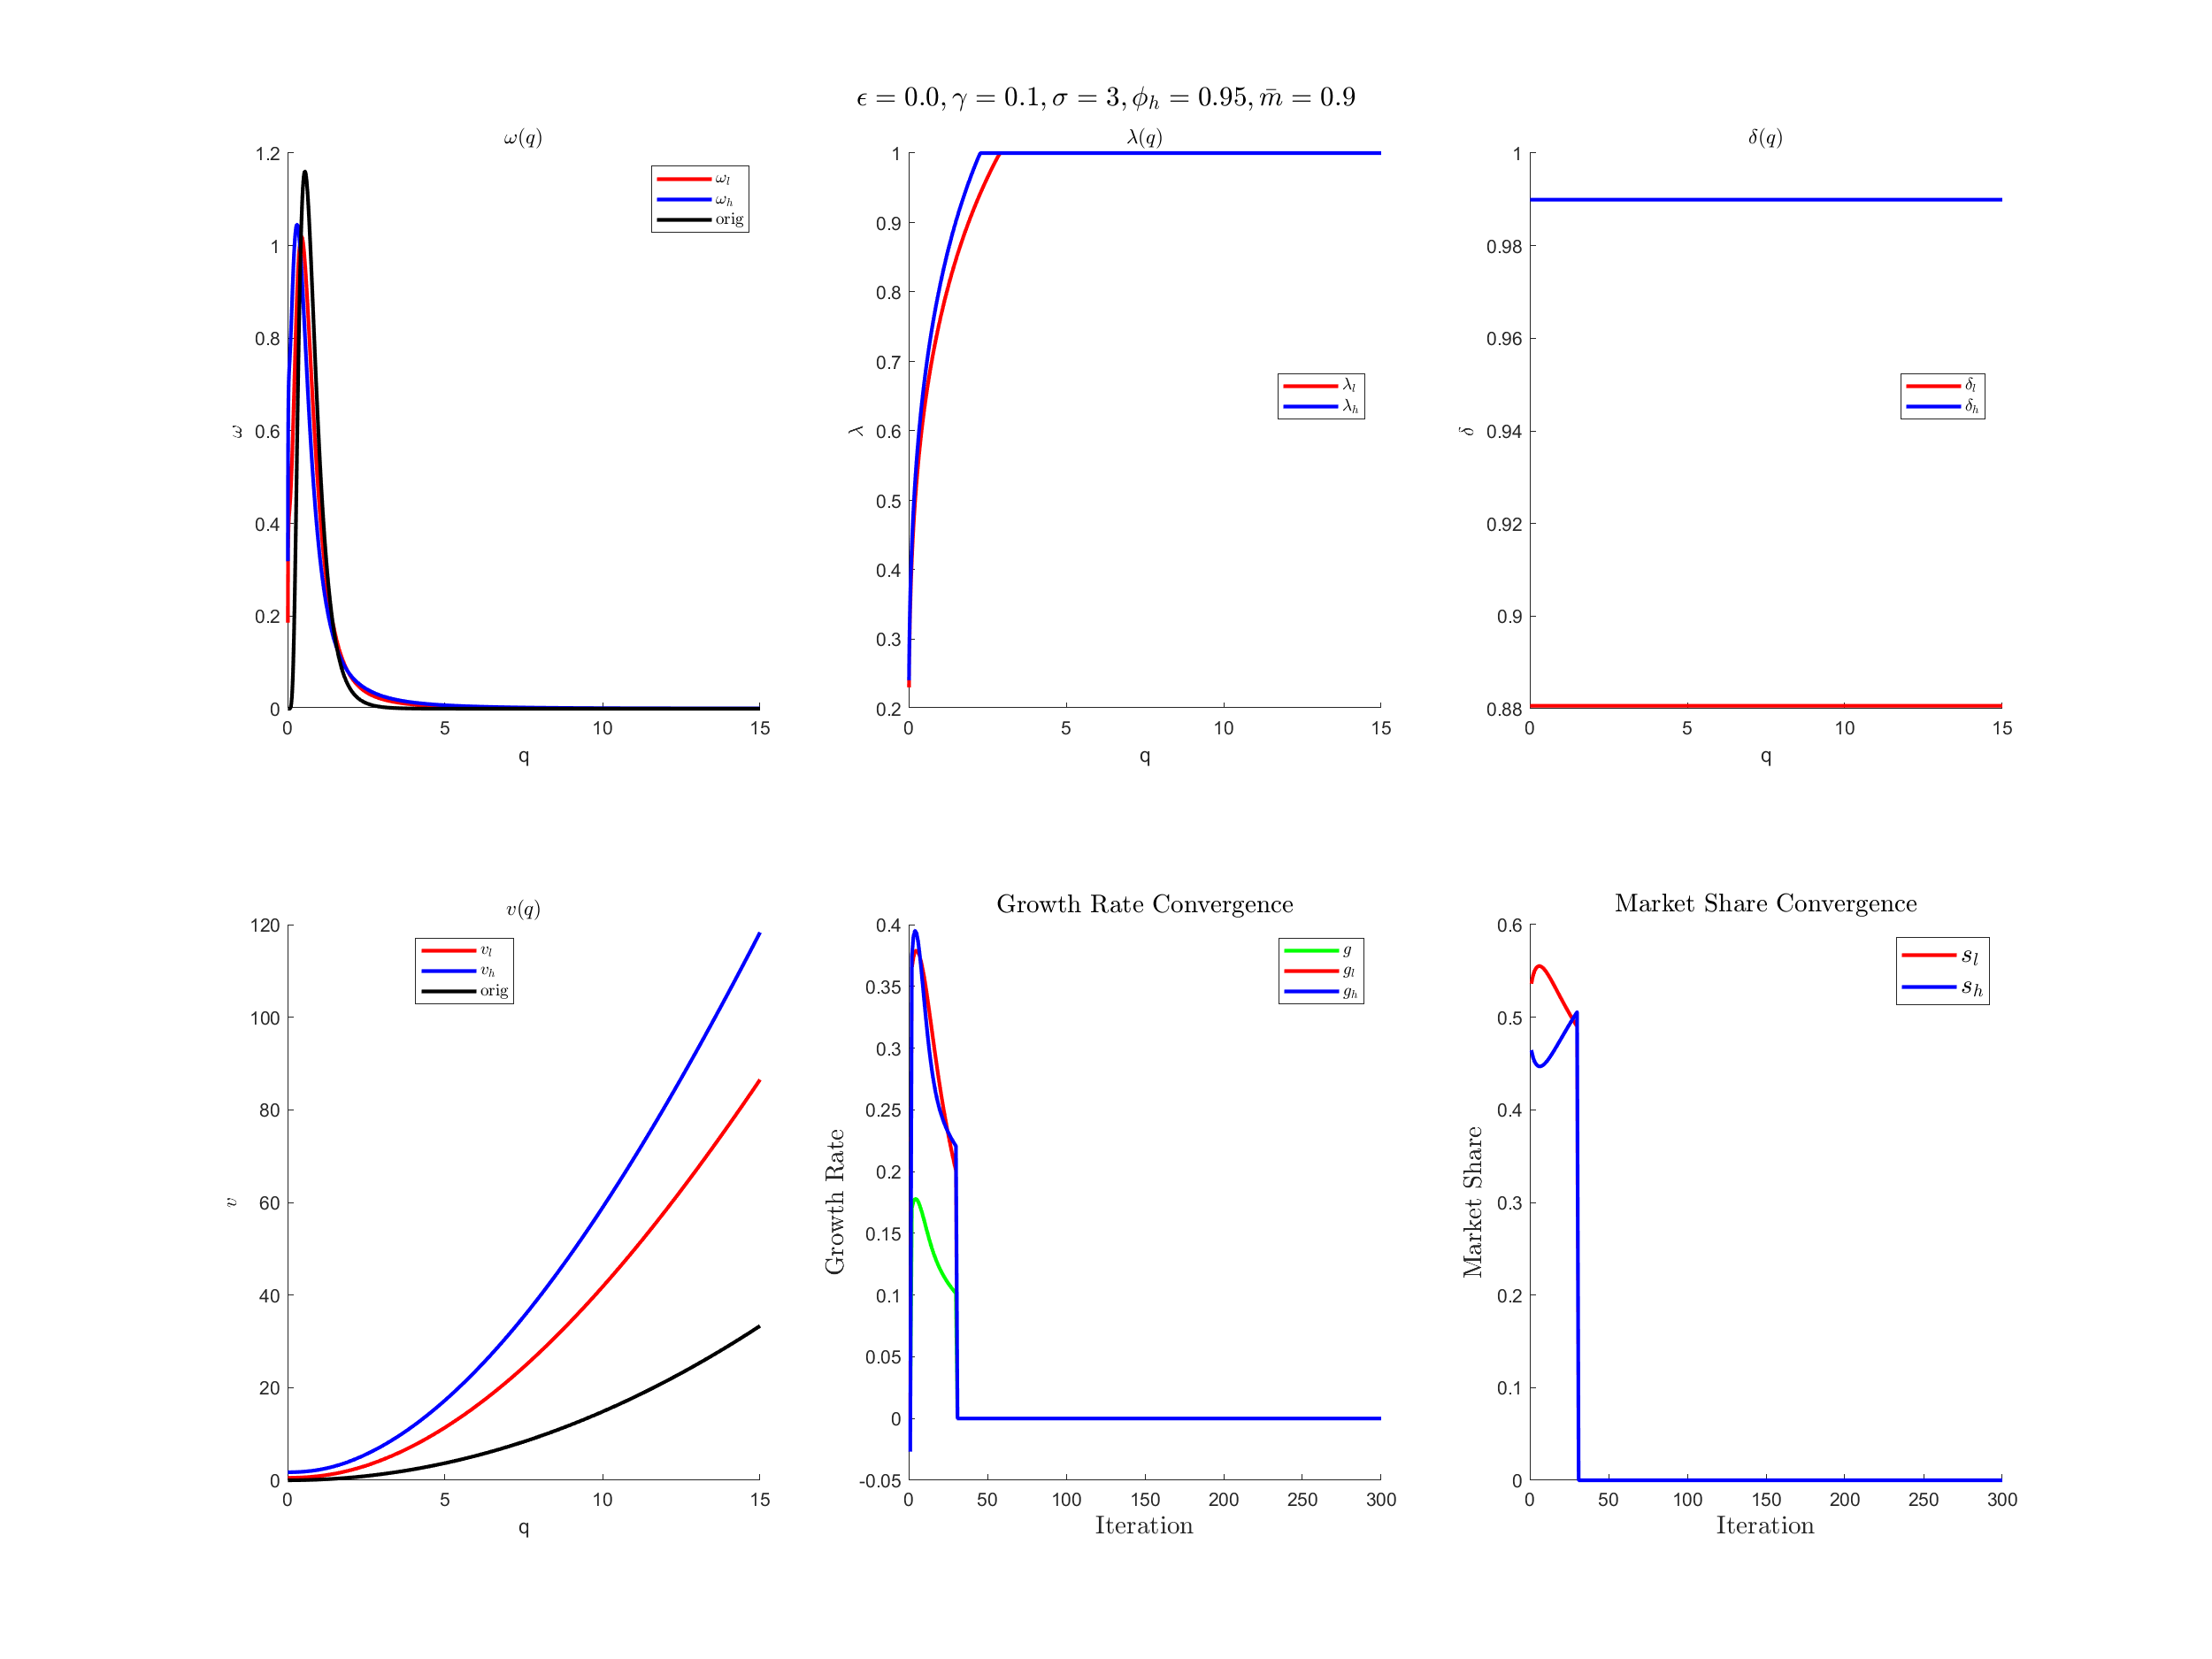 ϵ = 0.0, γ = 0.1, σ = 3, ϕ_h = 0.95, m̄ = 0.9
ω(q)
1.2
1
0.8
0.6
0.4
0.2
0
ω
0 5 10 15
q
ω_l
ω_h
orig
λ(q)
1
0.9
0.8
0.7
0.6
0.5
0.4
0.3
0.2
λ
0 5 10 15
q
λ_l
λ_h
δ(q)
1
0.98
0.96
0.94
0.92
0.9
0.88
δ
0 5 10 15
q
δ_l
δ_h
v(q)
120
100
80
60
40
20
0
v
0 5 10 15
q
v_l
v_h
orig
Growth Rate Convergence
0.4
0.35
0.3
0.25
0.2
0.15
0.1
0.05
0
-0.05
Growth Rate
0 50 100 150 200 250 300
Iteration
g
g_l
g_h
Market Share Convergence
0.6
0.5
0.4
0.3
0.2
0.1
0
Market Share
0 50 100 150 200 250 300
Iteration
s_l
s_h